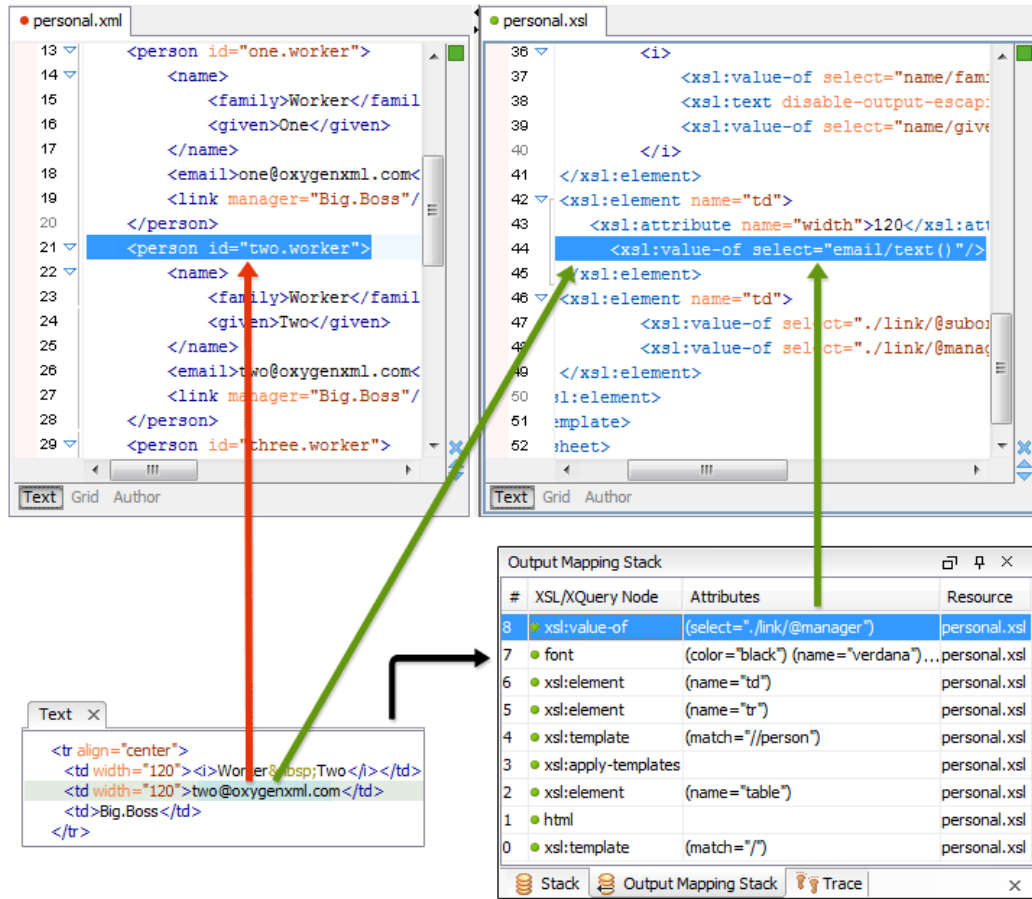 personal.xml
13 <person id="one.worker">
14 <name>
15 <family>Worker</famil
16 <given>One</given>
17 </name>
18 <email>one@oxygenxml.com<
19 <link manager="Big.Boss"/
20 </person>
21 <person id="two.worker">
22 <name>
23 <family>Worker</famil
24 <given>Two</given>
25 </name>
26 <email>two@oxygenxml.com<
27 <link manager="Big.Boss"/
28 </person>
29 <person id="three.worker">
Text Grid Author
personal.xsl
36 <i>
37 <xsl:value-of select="name/fam
38 <xsl:text disable-output-escapi
39 <xsl:value-of select="name/give
40 </i>
41 </xsl:element>
42 <xsl:element name="td">
43 <xsl:attribute name="width">120</xsl:att
44 <xsl:value-of select="email/text()"/>
45 </xsl:element>
46 <xsl:element name="td">
47 <xsl:value-of select="./link/@subor
48 <xsl:value-of select="./link/@manag
49 </xsl:element>
50 sl:element>
51 emplate>
52 sheet>
Text Grid Author
Text
<tr align="center">
<td width="120"><i>Worker&nbsp;Two</i></td>
<td width="120">two@oxygenxml.com</td>
<td>Big.Boss</td>
</tr>
Output Mapping Stack
# XSL/XQuery Node Attributes Resource
8 xsl:value-of (select="./link/@manager") personal.xsl
7 font (color="black") (name="verdana") ... personal.xsl
6 xsl:element (name="td") personal.xsl
5 xsl:element (name="tr") personal.xsl
4 xsl:template (match="//person") personal.xsl
3 xsl:apply-templates personal.xsl
2 xsl:element (name="table") personal.xsl
1 html personal.xsl
0 xsl:template (match="/") personal.xsl
Stack Output Mapping Stack Trace